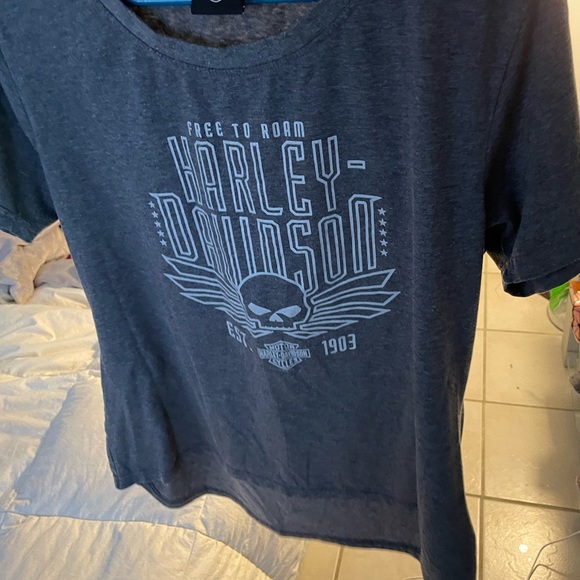 FREE TO ROAM
HARLEY-
DAVIDSON
EST. 1903
MOTOR
HARLEY-DAVIDSON
CYCLES